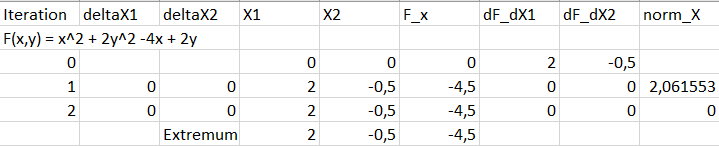 Iteration deltaX1 deltaX2 X1 X2 F_x dF_dX1 dF_dX2 norm_X
F(x,y) = x^2 + 2y^2 -4x + 2y
0 0 0 0 2 -0,5
1 0 0 2 -0,5 -4,5 0 0 2,061553
2 0 0 2 -0,5 -4,5 0 0 0
Extremum 2 -0,5 -4,5